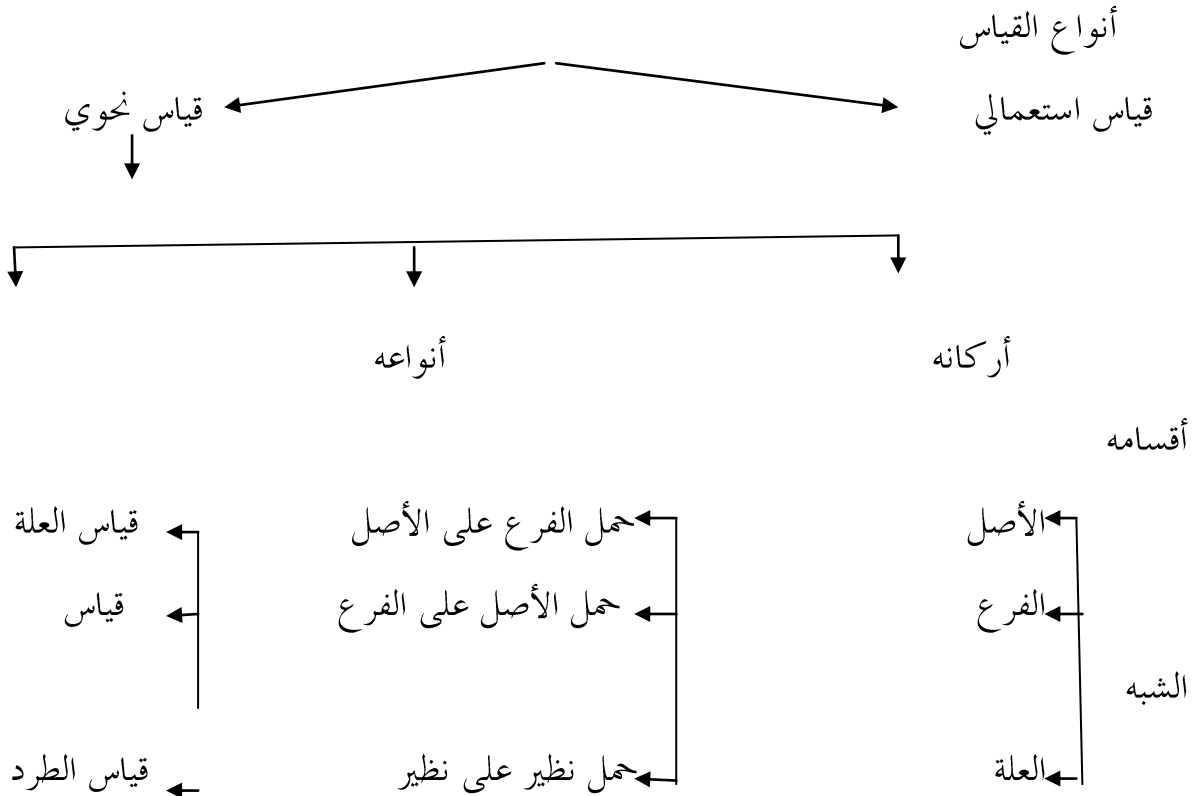 أنواع القياس
قياس استعمالي قياس نحوي
أركانه أنواعه
أقسامه
الأصل حمل الفرع على الأصل قياس العلة
الفرع حمل الأصل على الفرع قياس
الشبه
العلة حمل نظير على نظير قياس الطرد